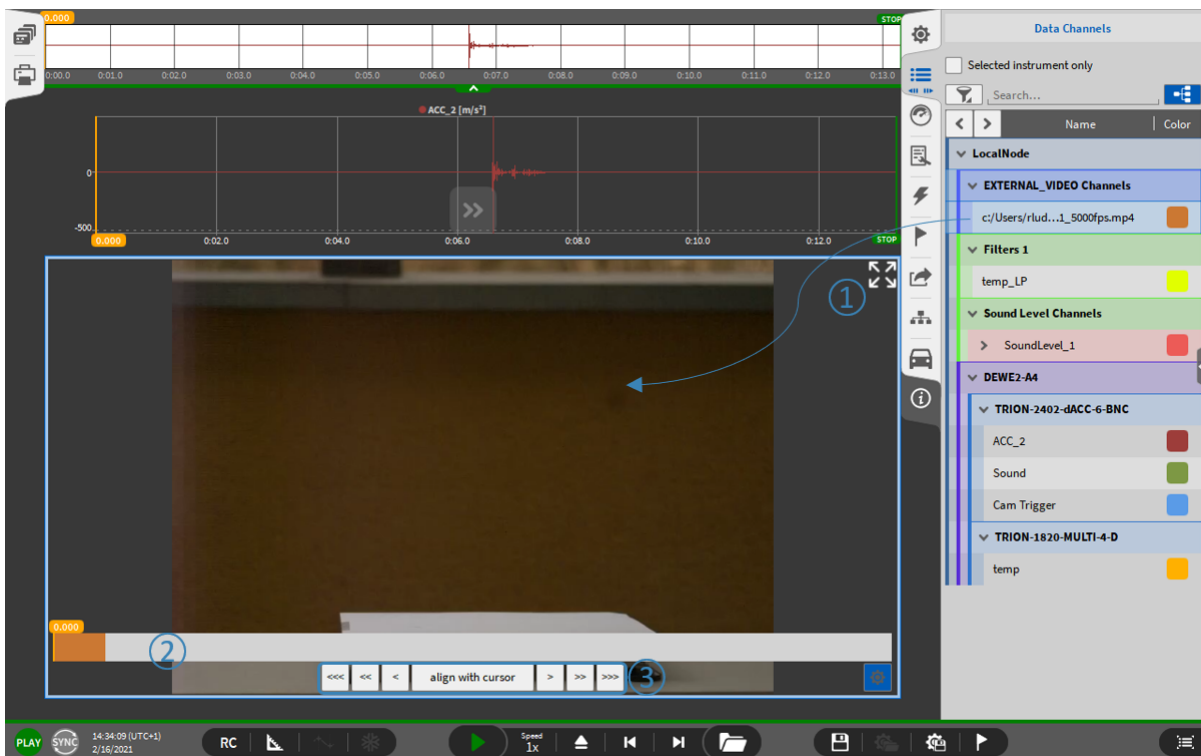 0.000
STOP
0:00.0 0:01.0 0:02.0 0:03.0 0:04.0 0:05.0 0:06.0 0:07.0 0:08.0 0:09.0 0:10.0 0:11.0 0:12.0 0:13.0
ACC_2 [m/s²]
0
-500
0.000 0:02.0 0:04.0 0:06.0 0:08.0 0:10.0 0:12.0 STOP
1
0.000
2
<<< << < align with cursor > >> >>>
3
Data Channels
Selected instrument only
Search...
< > Name Color
LocalNode
EXTERNAL_VIDEO Channels
c:/Users/rlud...1_5000fps.mp4
Filters 1
temp_LP
Sound Level Channels
SoundLevel_1
DEWE2-A4
TRION-2402-dACC-6-BNC
ACC_2
Sound
Cam Trigger
TRION-1820-MULTI-4-D
temp
PLAY SYNC 14:34:09 (UTC+1)
2/16/2021
RC
Speed
1x